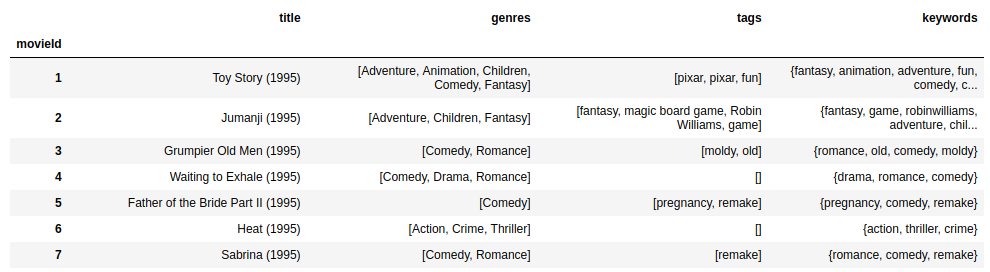 title genres tags keywords
movieId
1 Toy Story (1995) [Adventure, Animation, Children, Comedy, Fantasy] [pixar, pixar, fun] {fantasy, animation, adventure, fun, comedy, c...
2 Jumanji (1995) [Adventure, Children, Fantasy] [fantasy, magic board game, Robin Williams, game] {fantasy, game, robinwilliams, adventure, chil...
3 Grumpier Old Men (1995) [Comedy, Romance] [moldy, old] {romance, old, comedy, moldy}
4 Waiting to Exhale (1995) [Comedy, Drama, Romance] [] {drama, romance, comedy}
5 Father of the Bride Part II (1995) [Comedy] [pregnancy, remake] {pregnancy, comedy, remake}
6 Heat (1995) [Action, Crime, Thriller] [] {action, thriller, crime}
7 Sabrina (1995) [Comedy, Romance] [remake] {romance, comedy, remake}